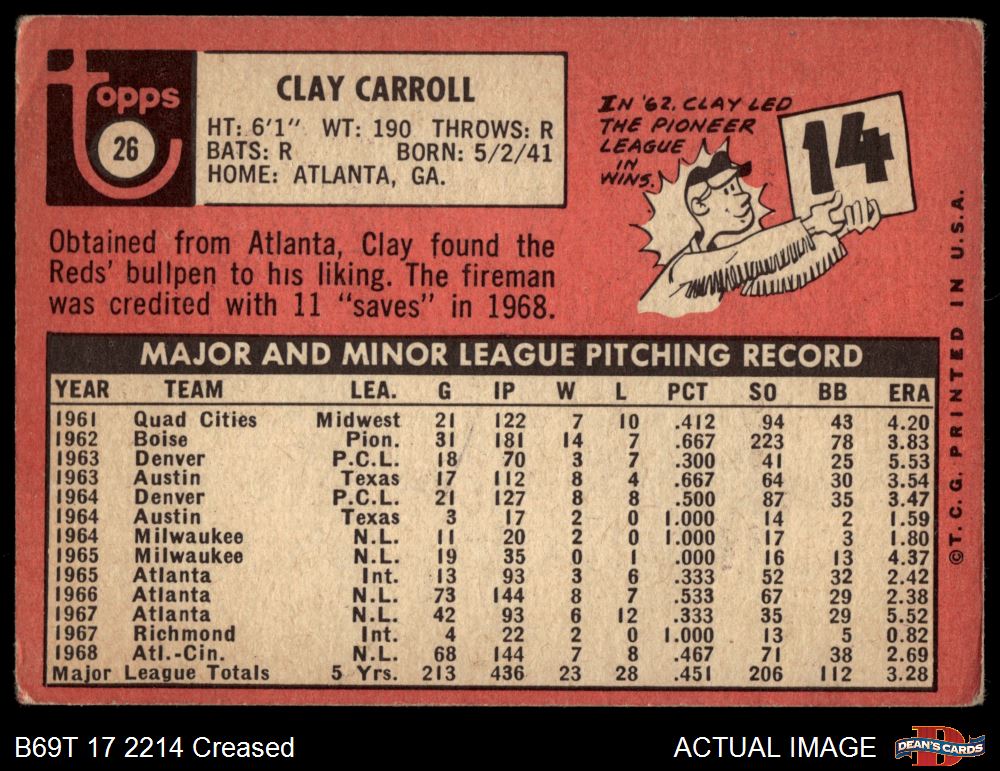 topps
26
CLAY CARROLL
HT: 6'1" WT: 190 THROWS: R
BATS: R BORN: 5/2/41
HOME: ATLANTA, GA.
IN '62, CLAY LED
THE PIONEER
LEAGUE
IN
WINS.
14
Obtained from Atlanta, Clay found the
Reds' bullpen to his liking. The fireman
was credited with 11 "saves" in 1968.
MAJOR AND MINOR LEAGUE PITCHING RECORD
YEAR TEAM LEA. G IP W L PCT SO BB ERA
1961 Quad Cities Midwest 21 122 7 10 .412 94 43 4.20
1962 Boise Pion. 31 181 14 7 .667 223 78 3.83
1963 Denver P.C.L. 18 70 3 7 .300 41 25 5.53
1963 Austin Texas 17 112 8 4 .667 64 30 3.54
1964 Denver P.C.L. 21 127 8 8 .500 87 35 3.47
1964 Austin Texas 3 17 2 0 1.000 14 2 1.59
1964 Milwaukee N.L. 11 20 2 0 1.000 17 3 1.80
1965 Milwaukee N.L. 19 35 0 1 .000 16 13 4.37
1965 Atlanta Int. 13 93 3 6 .333 52 32 2.42
1966 Atlanta N.L. 73 144 8 7 .533 67 29 2.38
1967 Atlanta N.L. 42 93 6 12 .333 35 29 5.52
1967 Richmond Int. 4 22 2 0 1.000 13 5 0.82
1968 Atl.-Cin. N.L. 68 144 7 8 .467 71 38 2.69
Major League Totals 5 Yrs. 213 436 23 28 .451 206 112 3.28
©T.C.G. PRINTED IN U.S.A.
B69T 17 2214 Creased
ACTUAL IMAGE
D
DEAN'S CARDS